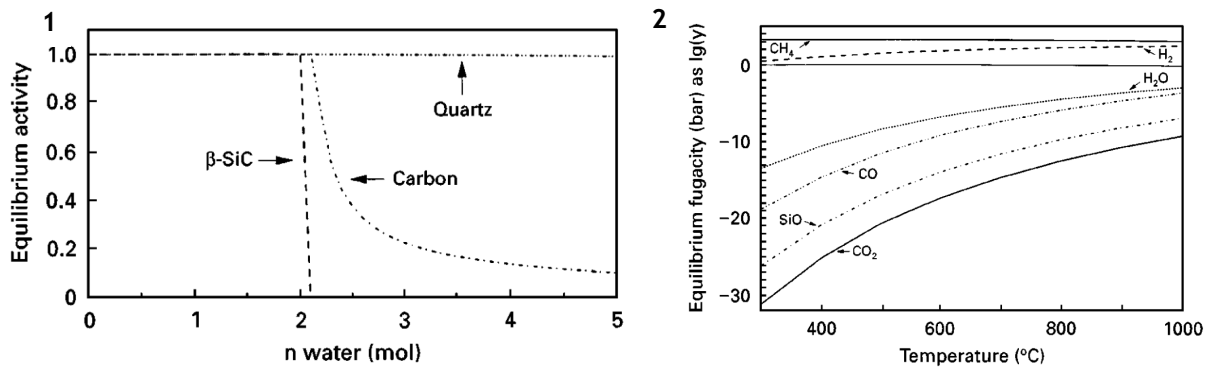 1
Equilibrium activity
1.0
0.8
0.6
0.4
0.2
0
Quartz
β-SiC
Carbon
0 1 2 3 4 5
n water (mol)
2
Equilibrium fugacity (bar) as lg(y)
0
−10
−20
−30
CH4
H2
H2O
CO
SiO
CO2
400 600 800 1000
Temperature (°C)